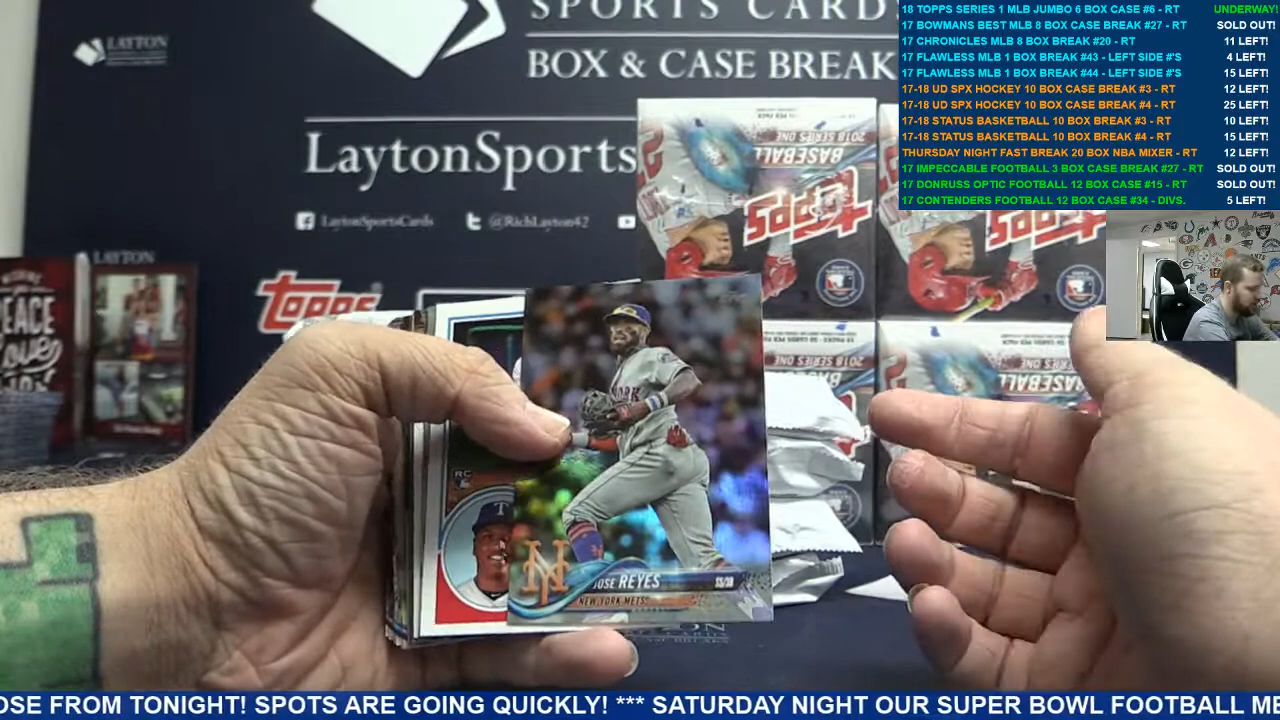 SPORTS CARDS
BOX & CASE BREAK
LAYTON
LaytonSports
LaytonSportsCards
@RichLayton42
topps
LAYTON
PEACE
Love
2018 SERIES ONE
BASEBALL
topps
topps
BASEBALL
RC
T
YORK
JOSE REYES
SS/3B
NEW YORK METS
18 TOPPS SERIES 1 MLB JUMBO 6 BOX CASE #6 - RT UNDERWAY!
17 BOWMANS BEST MLB 8 BOX CASE BREAK #27 - RT SOLD OUT!
17 CHRONICLES MLB 8 BOX BREAK #20 - RT 11 LEFT!
17 FLAWLESS MLB 1 BOX BREAK #43 - LEFT SIDE #'S 4 LEFT!
17 FLAWLESS MLB 1 BOX BREAK #44 - LEFT SIDE #'S 15 LEFT!
17-18 UD SPX HOCKEY 10 BOX CASE BREAK #3 - RT 12 LEFT!
17-18 UD SPX HOCKEY 10 BOX CASE BREAK #4 - RT 25 LEFT!
17-18 STATUS BASKETBALL 10 BOX BREAK #3 - RT 10 LEFT!
17-18 STATUS BASKETBALL 10 BOX BREAK #4 - RT 15 LEFT!
THURSDAY NIGHT FAST BREAK 20 BOX NBA MIXER - RT 12 LEFT!
17 IMPECCABLE FOOTBALL 3 BOX CASE BREAK #27 - RT SOLD OUT!
17 DONRUSS OPTIC FOOTBALL 12 BOX CASE #15 - RT SOLD OUT!
17 CONTENDERS FOOTBALL 12 BOX CASE #34 - DIVS. 5 LEFT!
OSE FROM TONIGHT! SPOTS ARE GOING QUICKLY! *** SATURDAY NIGHT OUR SUPER BOWL FOOTBALL ME